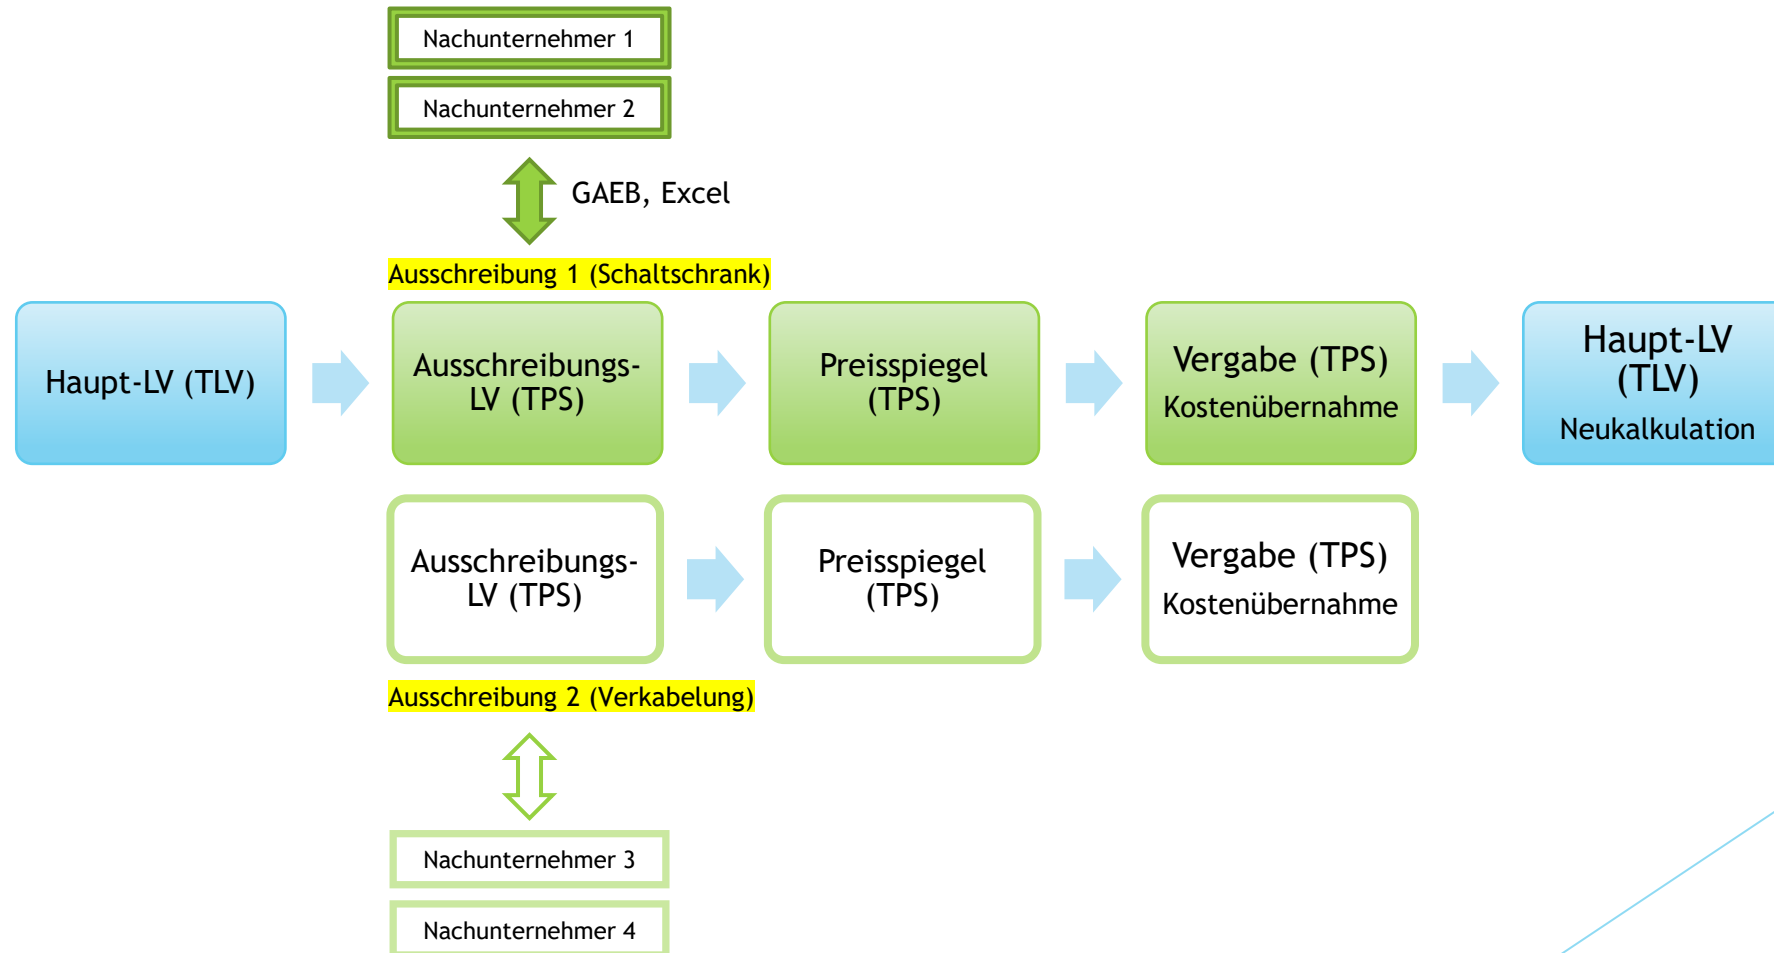 Nachunternehmer 1
Nachunternehmer 2
GAEB, Excel
Ausschreibung 1 (Schaltschrank)
Haupt-LV (TLV)
Ausschreibungs-
LV (TPS)
Preisspiegel
(TPS)
Vergabe (TPS)
Kostenübernahme
Haupt-LV
(TLV)
Neukalkulation
Ausschreibungs-
LV (TPS)
Preisspiegel
(TPS)
Vergabe (TPS)
Kostenübernahme
Ausschreibung 2 (Verkabelung)
Nachunternehmer 3
Nachunternehmer 4